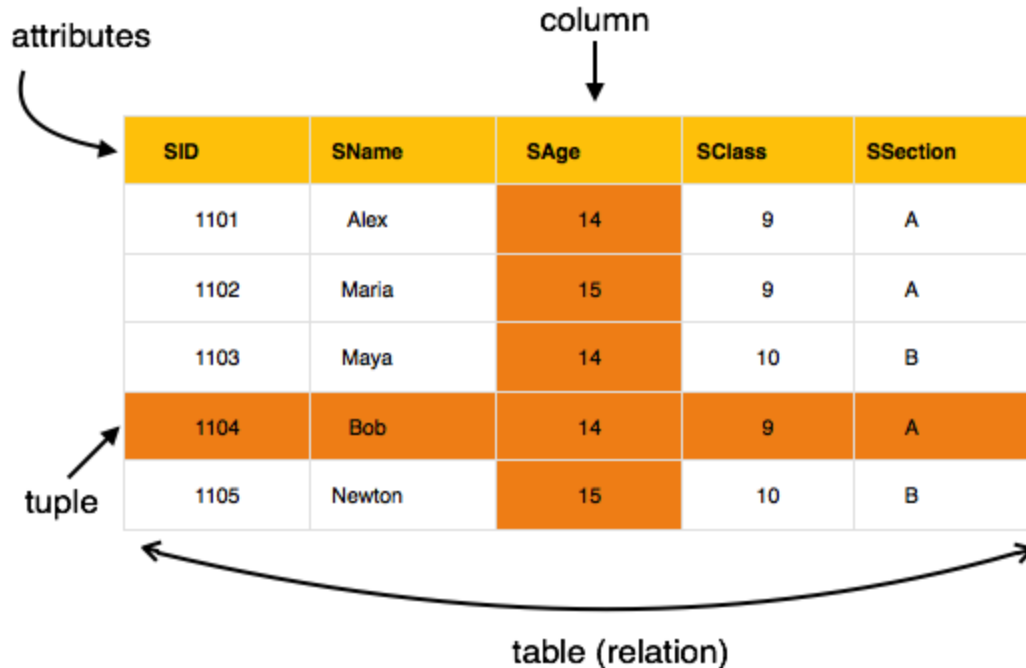 column
attributes
SID SName SAge SClass SSection
1101 Alex 14 9 A
1102 Maria 15 9 A
1103 Maya 14 10 B
1104 Bob 14 9 A
tuple
1105 Newton 15 10 B
table (relation)